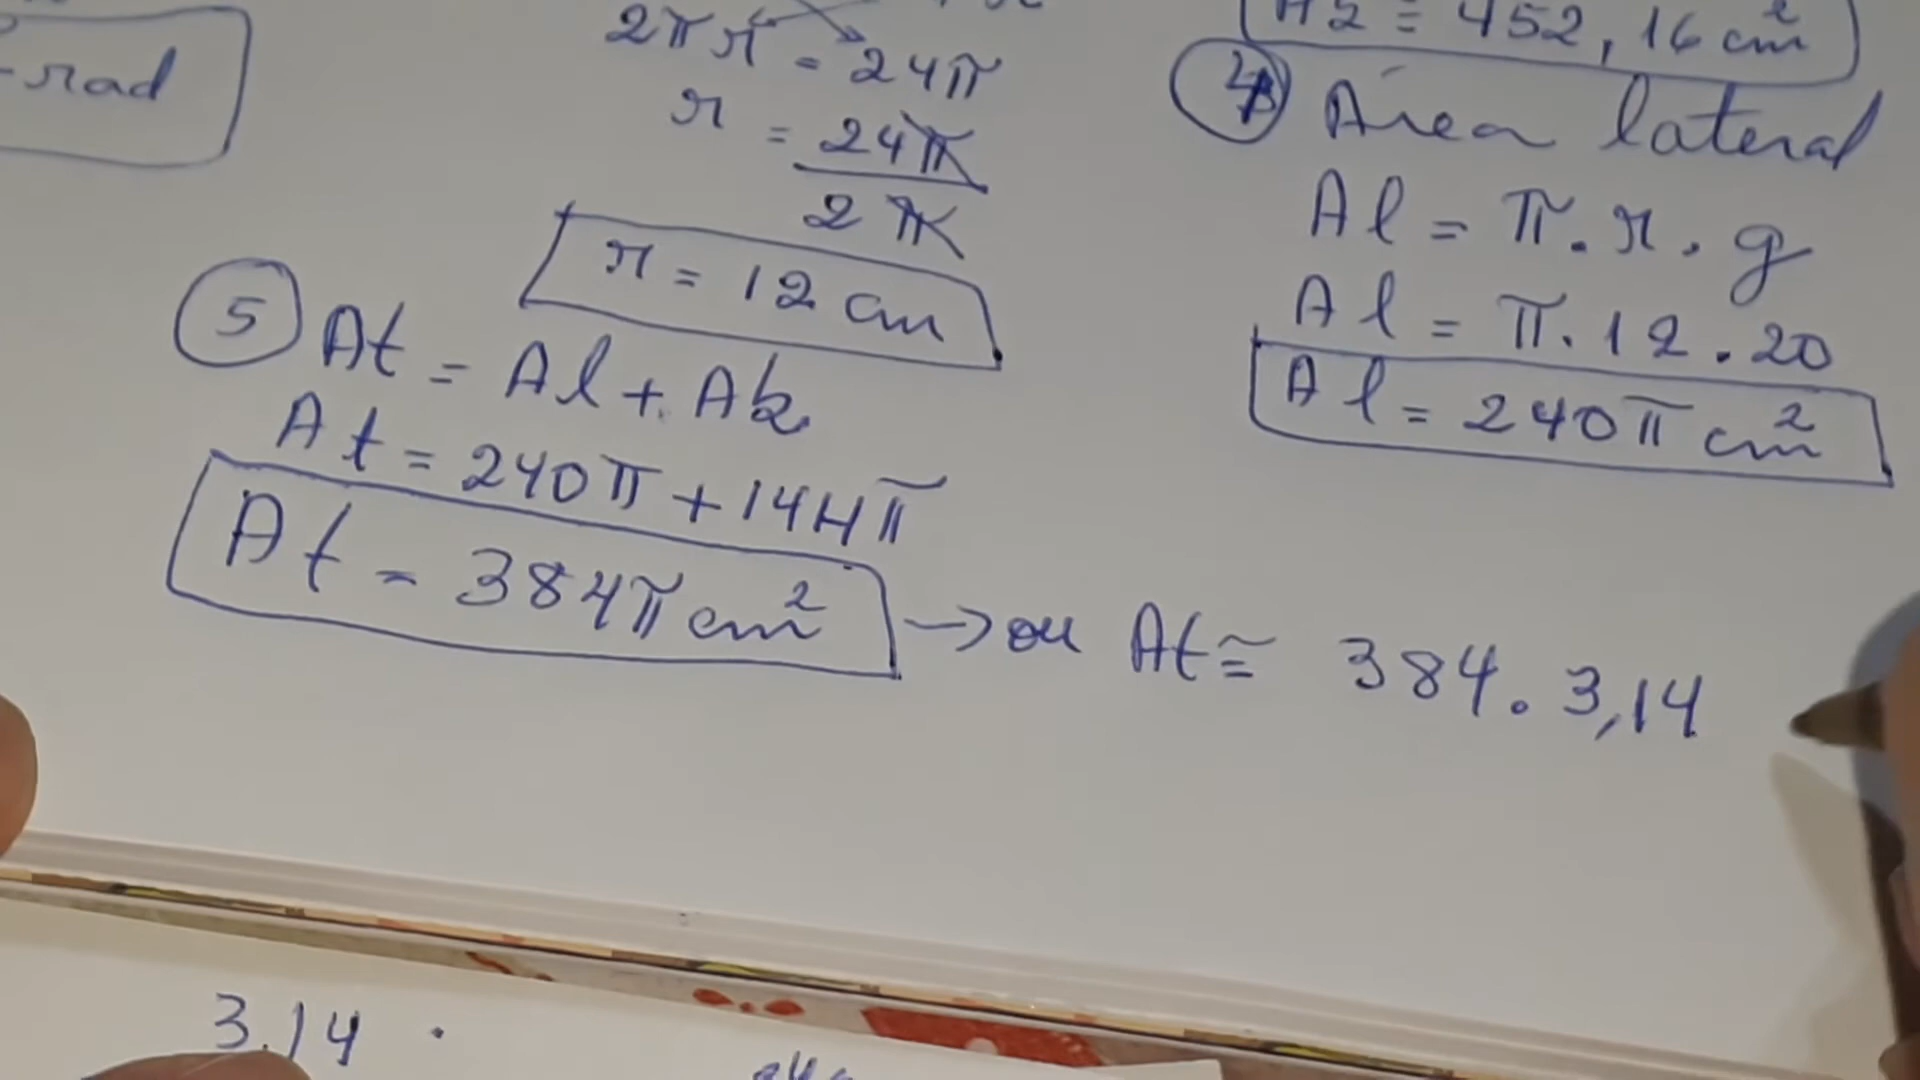 -rad
2πr = 24π
r = 24π
2π
r = 12 cm
5 At = Al + Ab
At = 240π + 144π
At = 384π cm²
→ ou At ≅ 384 . 3,14
= 452,16 cm²
4 Área lateral
Al = π . r . g
Al = π . 12 . 20
Al = 240π cm²
3,14 .